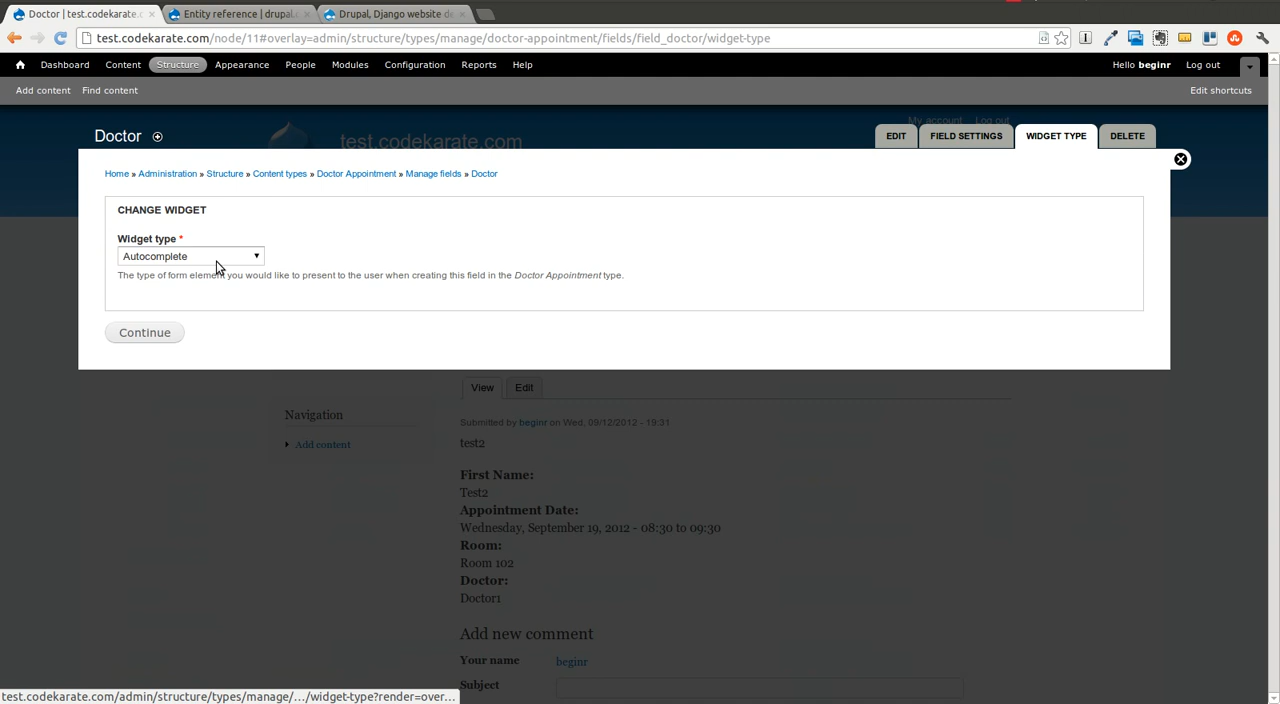 Doctor | test.codekarate.c
Entity reference | drupal.c
Drupal, Django website de
test.codekarate.com/node/11#overlay=admin/structure/types/manage/doctor-appointment/fields/field_doctor/widget-type
Dashboard Content Structure Appearance People Modules Configuration Reports Help
Hello beginr Log out
Add content Find content
Edit shortcuts
My account Log out
Doctor
test.codekarate.com
EDIT FIELD SETTINGS WIDGET TYPE DELETE
Home » Administration » Structure » Content types » Doctor Appointment » Manage fields » Doctor
CHANGE WIDGET
Widget type *
Autocomplete
The type of form element you would like to present to the user when creating this field in the Doctor Appointment type.
Continue
View Edit
Navigation
Add content
Submitted by beginr on Wed, 09/12/2012 - 19:31
test2
First Name:
Test2
Appointment Date:
Wednesday, September 19, 2012 - 08:30 to 09:30
Room:
Room 102
Doctor:
Doctor1
Add new comment
Your name beginr
Subject
test.codekarate.com/admin/structure/types/manage/…/widget-type?render=over…